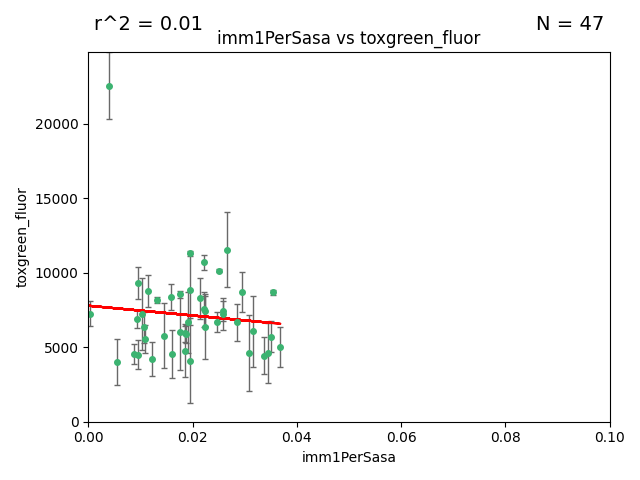 r^2 = 0.01
N = 47
imm1PerSasa vs toxgreen_fluor
toxgreen_fluor
20000
15000
10000
5000
0
0.00 0.02 0.04 0.06 0.08 0.10
imm1PerSasa